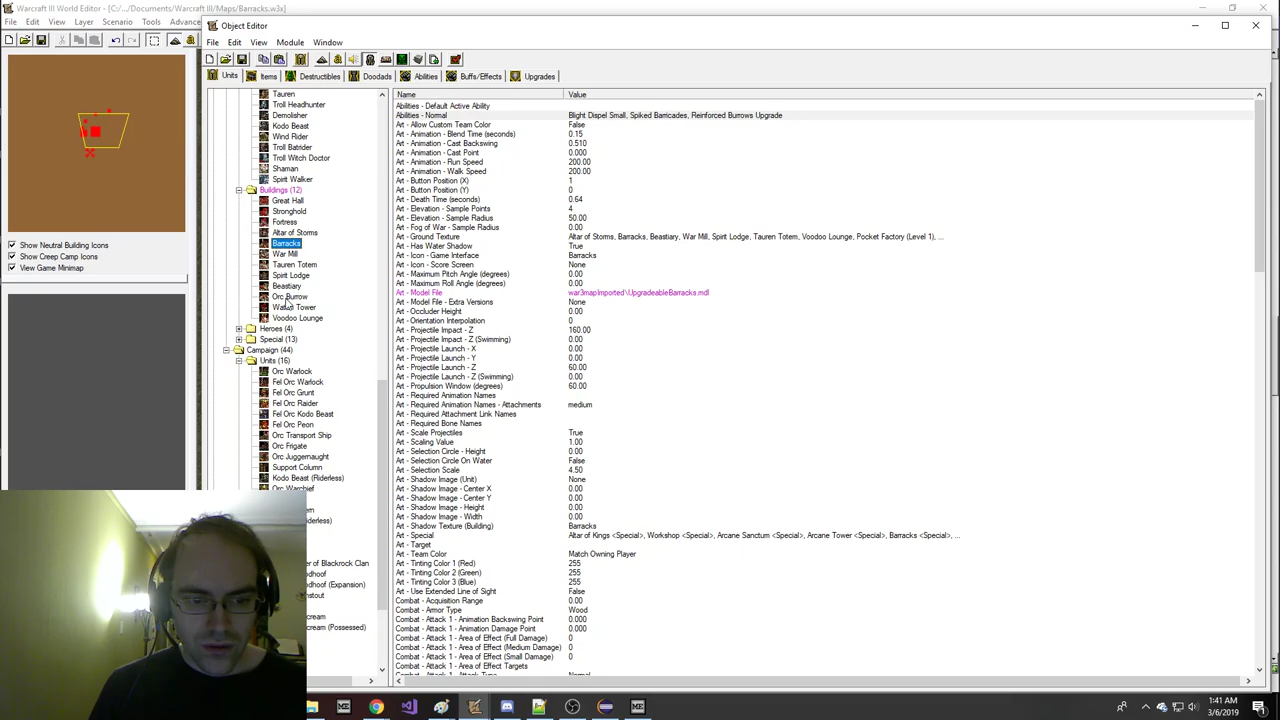 Warcraft III World Editor - [C:/.../Documents/Warcraft III/Maps/Barracks.w3x]
File Edit View Layer Scenario Tools Advance
Show Neutral Building Icons
Show Creep Camp Icons
View Game Minimap
Object Editor
File Edit View Module Window
Units Items Destructibles Doodads Abilities Buffs/Effects Upgrades
Tauren
Troll Headhunter
Demolisher
Kodo Beast
Wind Rider
Troll Batrider
Troll Witch Doctor
Shaman
Spirit Walker
Buildings (12)
Great Hall
Stronghold
Fortress
Altar of Storms
Barracks
War Mill
Tauren Totem
Spirit Lodge
Beastiary
Orc Burrow
Watch Tower
Voodoo Lounge
Heroes (4)
Special (13)
Campaign (44)
Units (16)
Orc Warlock
Fel Orc Warlock
Fel Orc Grunt
Fel Orc Raider
Fel Orc Kodo Beast
Fel Orc Peon
Orc Transport Ship
Orc Frigate
Orc Juggernaught
Support Column
Kodo Beast (Riderless)
Orc Warchief
iderless)
r of Blackrock Clan
hoof
hoof (Expansion)
stout
cream
cream (Possessed)
Name Value
Abilities - Default Active Ability
Abilities - Normal Blight Dispel Small, Spiked Barricades, Reinforced Burrows Upgrade
Art - Allow Custom Team Color False
Art - Animation - Blend Time (seconds) 0.15
Art - Animation - Cast Backswing 0.510
Art - Animation - Cast Point 0.000
Art - Animation - Run Speed 200.00
Art - Animation - Walk Speed 200.00
Art - Button Position (X) 1
Art - Button Position (Y) 0
Art - Death Time (seconds) 0.64
Art - Elevation - Sample Points 4
Art - Elevation - Sample Radius 50.00
Art - Fog of War - Sample Radius 0.00
Art - Ground Texture Altar of Storms, Barracks, Beastiary, War Mill, Spirit Lodge, Tauren Totem, Voodoo Lounge, Pocket Factory (Level 1), ...
Art - Has Water Shadow True
Art - Icon - Game Interface Barracks
Art - Icon - Score Screen None
Art - Maximum Pitch Angle (degrees) 0.00
Art - Maximum Roll Angle (degrees) 0.00
Art - Model File war3mapImported\UpgradeableBarracks.mdl
Art - Model File - Extra Versions None
Art - Occluder Height 0.00
Art - Orientation Interpolation 0
Art - Projectile Impact - Z 160.00
Art - Projectile Impact - Z (Swimming) 0.00
Art - Projectile Launch - X 0.00
Art - Projectile Launch - Y 0.00
Art - Projectile Launch - Z 60.00
Art - Projectile Launch - Z (Swimming) 0.00
Art - Propulsion Window (degrees) 60.00
Art - Required Animation Names
Art - Required Animation Names - Attachments medium
Art - Required Attachment Link Names
Art - Required Bone Names
Art - Scale Projectiles True
Art - Scaling Value 1.00
Art - Selection Circle - Height 0.00
Art - Selection Circle On Water False
Art - Selection Scale 4.50
Art - Shadow Image (Unit) None
Art - Shadow Image - Center X 0.00
Art - Shadow Image - Center Y 0.00
Art - Shadow Image - Height 0.00
Art - Shadow Image - Width 0.00
Art - Shadow Texture (Building) Barracks
Art - Special Altar of Kings <Special>, Workshop <Special>, Arcane Sanctum <Special>, Arcane Tower <Special>, Barracks <Special>, ...
Art - Target
Art - Team Color Match Owning Player
Art - Tinting Color 1 (Red) 255
Art - Tinting Color 2 (Green) 255
Art - Tinting Color 3 (Blue) 255
Art - Use Extended Line of Sight False
Combat - Acquisition Range 0.00
Combat - Armor Type Wood
Combat - Attack 1 - Animation Backswing Point 0.000
Combat - Attack 1 - Animation Damage Point 0.000
Combat - Attack 1 - Area of Effect (Full Damage) 0
Combat - Attack 1 - Area of Effect (Medium Damage) 0
Combat - Attack 1 - Area of Effect (Small Damage) 0
Combat - Attack 1 - Area of Effect Targets
ME
ME
1:41 AM
3/6/2019